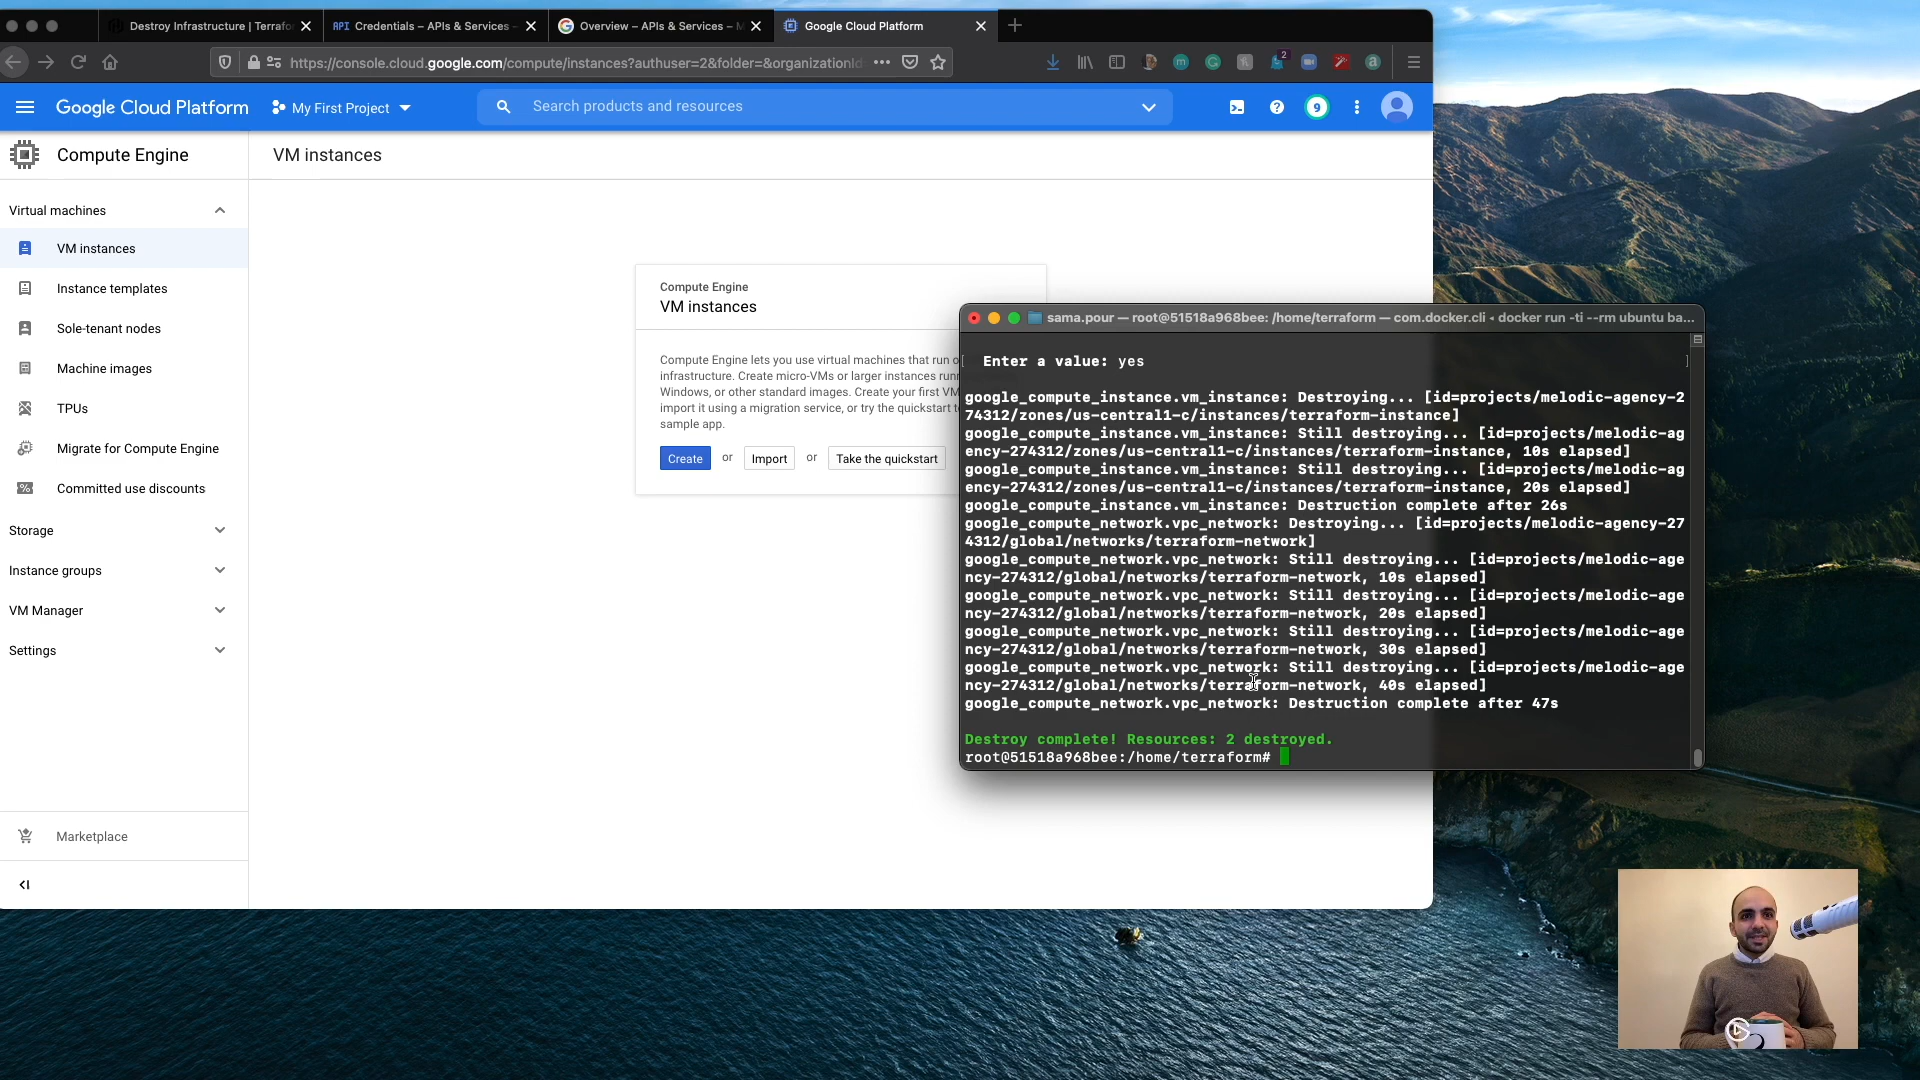 Destroy Infrastructure | Terrafo
API Credentials – APIs & Services -
Overview – APIs & Services – M
Google Cloud Platform
https://console.cloud.google.com/compute/instances?authuser=2&folder=&organizationId
2
Google Cloud Platform
My First Project
Search products and resources
9
Compute Engine
VM instances
Virtual machines
VM instances
Instance templates
Sole-tenant nodes
Machine images
TPUs
Migrate for Compute Engine
Committed use discounts
Storage
Instance groups
VM Manager
Settings
Marketplace
Compute Engine
VM instances
Compute Engine lets you use virtual machines that run o
infrastructure. Create micro-VMs or larger instances runn
Windows, or other standard images. Create your first VM
import it using a migration service, or try the quickstart t
sample app.
Create or Import or Take the quickstart
sama.pour — root@51518a968bee: /home/terraform — com.docker.cli ◂ docker run -ti --rm ubuntu ba...
[ Enter a value: yes ]
google_compute_instance.vm_instance: Destroying... [id=projects/melodic-agency-2
74312/zones/us-central1-c/instances/terraform-instance]
google_compute_instance.vm_instance: Still destroying... [id=projects/melodic-ag
ency-274312/zones/us-central1-c/instances/terraform-instance, 10s elapsed]
google_compute_instance.vm_instance: Still destroying... [id=projects/melodic-ag
ency-274312/zones/us-central1-c/instances/terraform-instance, 20s elapsed]
google_compute_instance.vm_instance: Destruction complete after 26s
google_compute_network.vpc_network: Destroying... [id=projects/melodic-agency-27
4312/global/networks/terraform-network]
google_compute_network.vpc_network: Still destroying... [id=projects/melodic-age
ncy-274312/global/networks/terraform-network, 10s elapsed]
google_compute_network.vpc_network: Still destroying... [id=projects/melodic-age
ncy-274312/global/networks/terraform-network, 20s elapsed]
google_compute_network.vpc_network: Still destroying... [id=projects/melodic-age
ncy-274312/global/networks/terraform-network, 30s elapsed]
google_compute_network.vpc_network: Still destroying... [id=projects/melodic-age
ncy-274312/global/networks/terraform-network, 40s elapsed]
google_compute_network.vpc_network: Destruction complete after 47s
Destroy complete! Resources: 2 destroyed.
root@51518a968bee:/home/terraform#